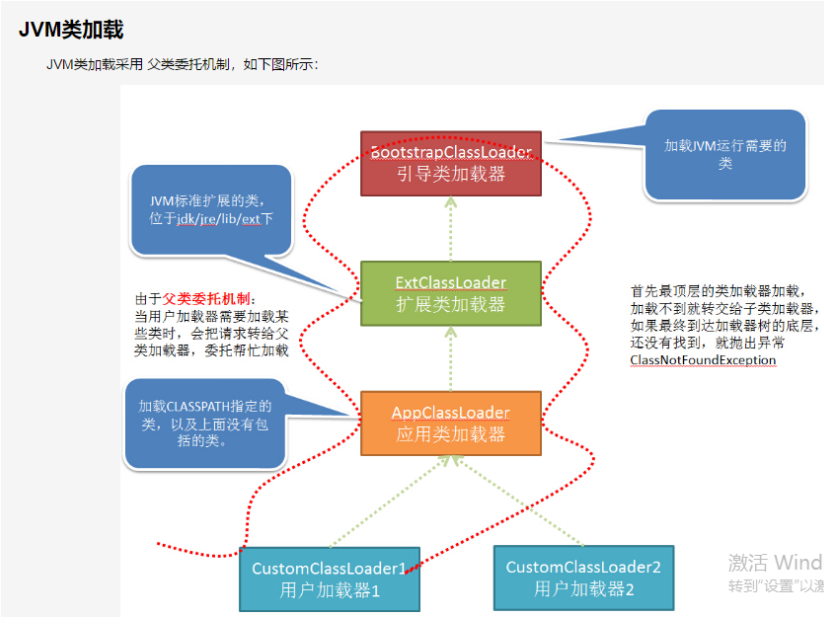 JVM类加载
JVM类加载采用 父类委托机制，如下图所示：
BootstrapClassLoader
引导类加载器
加载JVM运行需要的
类
JVM标准扩展的类，
位于jdk/jre/lib/ext下
ExtClassLoader
扩展类加载器
由于父类委托机制：
当用户加载器需要加载某
些类时，会把请求转给父
类加载器，委托帮忙加载
首先最顶层的类加载器加载，
加载不到就转交给子类加载器，
如果最终到达加载器树的底层，
还没有找到，就抛出异常
ClassNotFoundException
加载CLASSPATH指定的
类，以及上面没有包
括的类。
AppClassLoader
应用类加载器
CustomClassLoader1
用户加载器1
CustomClassLoader2
用户加载器2
激活 Wind
转到"设置"以激